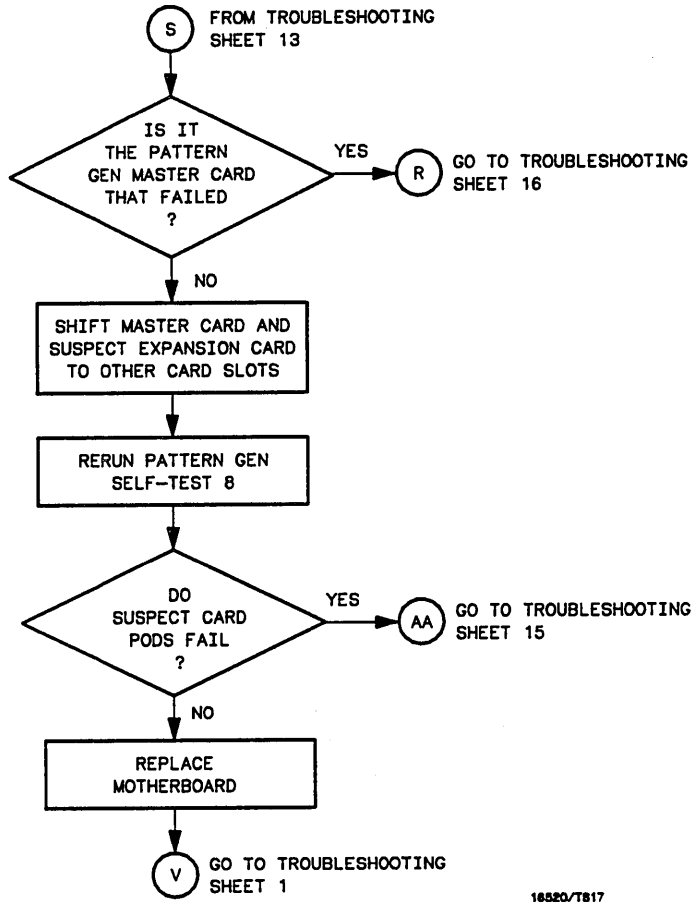 S
FROM TROUBLESHOOTING
SHEET 13
IS IT
THE PATTERN
GEN MASTER CARD
THAT FAILED
?
YES
R
GO TO TROUBLESHOOTING
SHEET 16
NO
SHIFT MASTER CARD AND
SUSPECT EXPANSION CARD
TO OTHER CARD SLOTS
RERUN PATTERN GEN
SELF-TEST 8
DO
SUSPECT CARD
PODS FAIL
?
YES
AA
GO TO TROUBLESHOOTING
SHEET 15
NO
REPLACE
MOTHERBOARD
V
GO TO TROUBLESHOOTING
SHEET 1
16520/T817